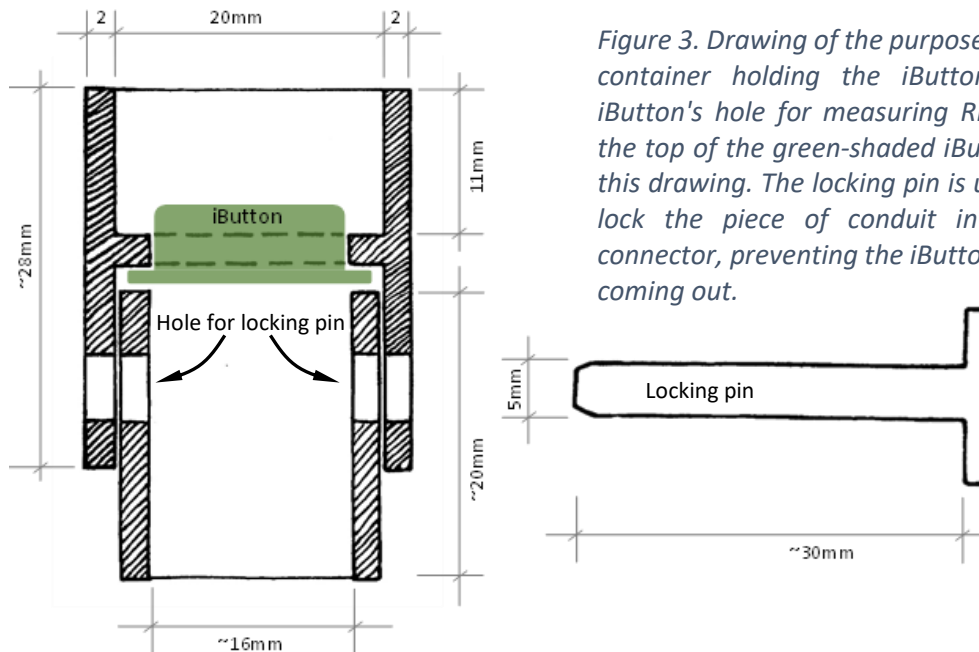 2 20mm 2
Figure 3. Drawing of the purpose
container holding the iButton
iButton's hole for measuring R
the top of the green-shaded iBu
this drawing. The locking pin is u
lock the piece of conduit in
connector, preventing the iButto
coming out.
11mm
iButton
~28mm
Hole for locking pin
~20mm
5mm
Locking pin
~30mm
~16mm